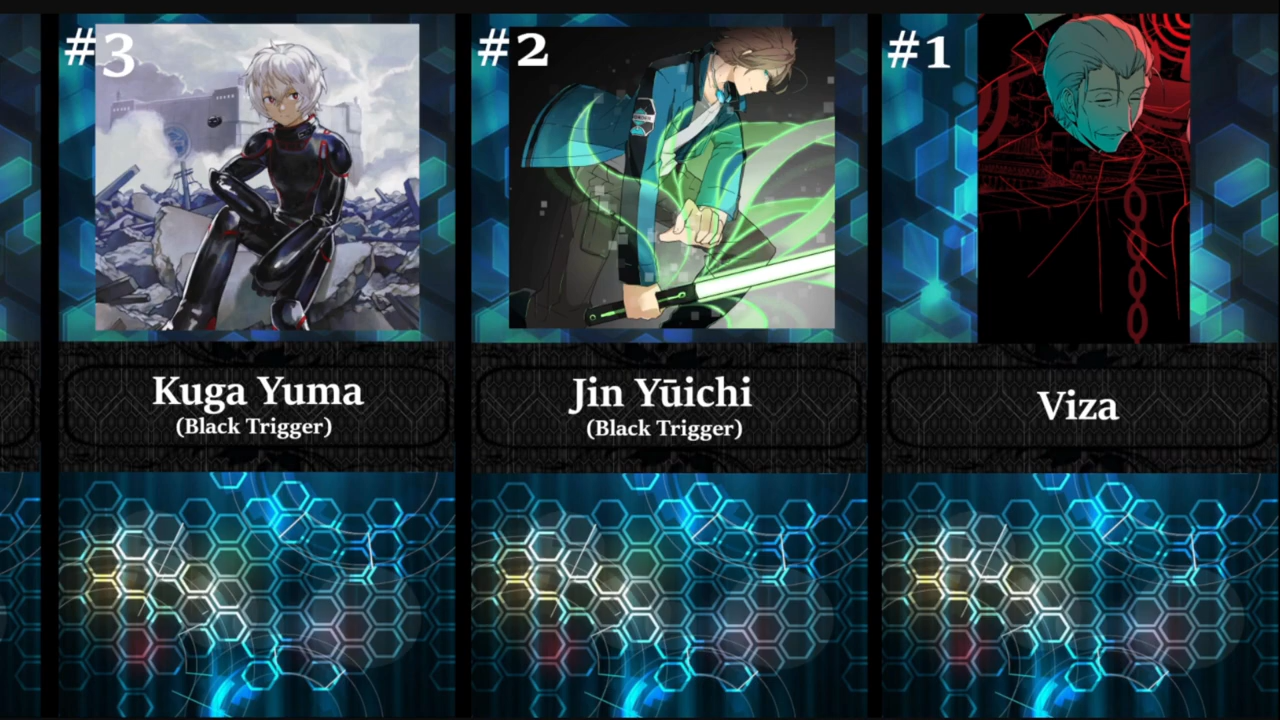 #3
Kuga Yuma
(Black Trigger)
#2
Jin Yūichi
(Black Trigger)
#1
Viza